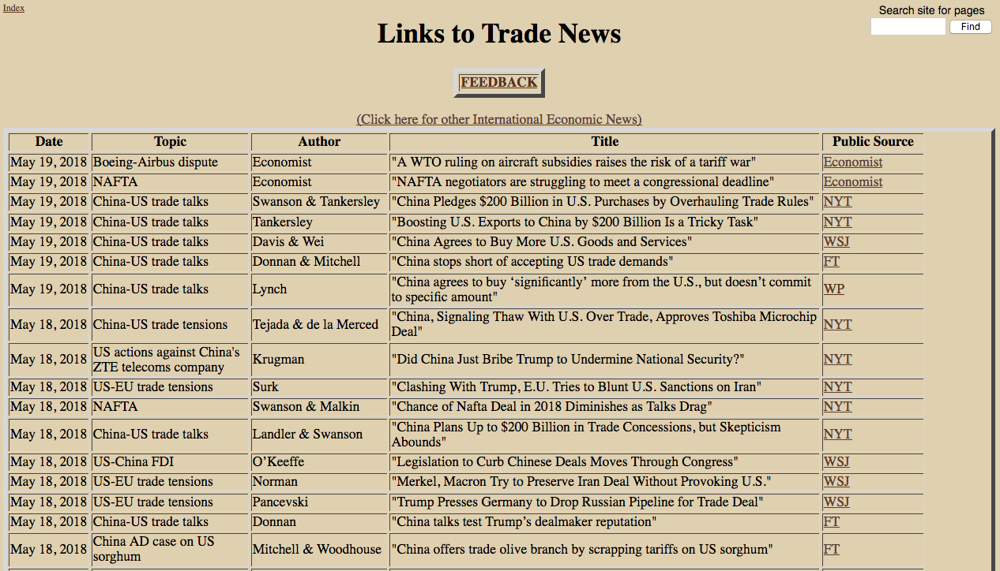 Index
Search site for pages
Find
Links to Trade News
FEEDBACK
(Click here for other International Economic News)
Date Topic Author Title Public Source
May 19, 2018 Boeing-Airbus dispute Economist "A WTO ruling on aircraft subsidies raises the risk of a tariff war" Economist
May 19, 2018 NAFTA Economist "NAFTA negotiators are struggling to meet a congressional deadline" Economist
May 19, 2018 China-US trade talks Swanson & Tankersley "China Pledges $200 Billion in U.S. Purchases by Overhauling Trade Rules" NYT
May 19, 2018 China-US trade talks Tankersley "Boosting U.S. Exports to China by $200 Billion Is a Tricky Task" NYT
May 19, 2018 China-US trade talks Davis & Wei "China Agrees to Buy More U.S. Goods and Services" WSJ
May 19, 2018 China-US trade talks Donnan & Mitchell "China stops short of accepting US trade demands" FT
May 19, 2018 China-US trade talks Lynch "China agrees to buy ‘significantly’ more from the U.S., but doesn’t commit
to specific amount" WP
May 18, 2018 China-US trade tensions Tejada & de la Merced "China, Signaling Thaw With U.S. Over Trade, Approves Toshiba Microchip
Deal" NYT
May 18, 2018 US actions against China's
ZTE telecoms company Krugman "Did China Just Bribe Trump to Undermine National Security?" NYT
May 18, 2018 US-EU trade tensions Surk "Clashing With Trump, E.U. Tries to Blunt U.S. Sanctions on Iran" NYT
May 18, 2018 NAFTA Swanson & Malkin "Chance of Nafta Deal in 2018 Diminishes as Talks Drag" NYT
May 18, 2018 China-US trade talks Landler & Swanson "China Plans Up to $200 Billion in Trade Concessions, but Skepticism
Abounds" NYT
May 18, 2018 US-China FDI O’Keeffe "Legislation to Curb Chinese Deals Moves Through Congress" WSJ
May 18, 2018 US-EU trade tensions Norman "Merkel, Macron Try to Preserve Iran Deal Without Provoking U.S." WSJ
May 18, 2018 US-EU trade tensions Pancevski "Trump Presses Germany to Drop Russian Pipeline for Trade Deal" WSJ
May 18, 2018 China-US trade talks Donnan "China talks test Trump’s dealmaker reputation" FT
May 18, 2018 China AD case on US
sorghum Mitchell & Woodhouse "China offers trade olive branch by scrapping tariffs on US sorghum" FT